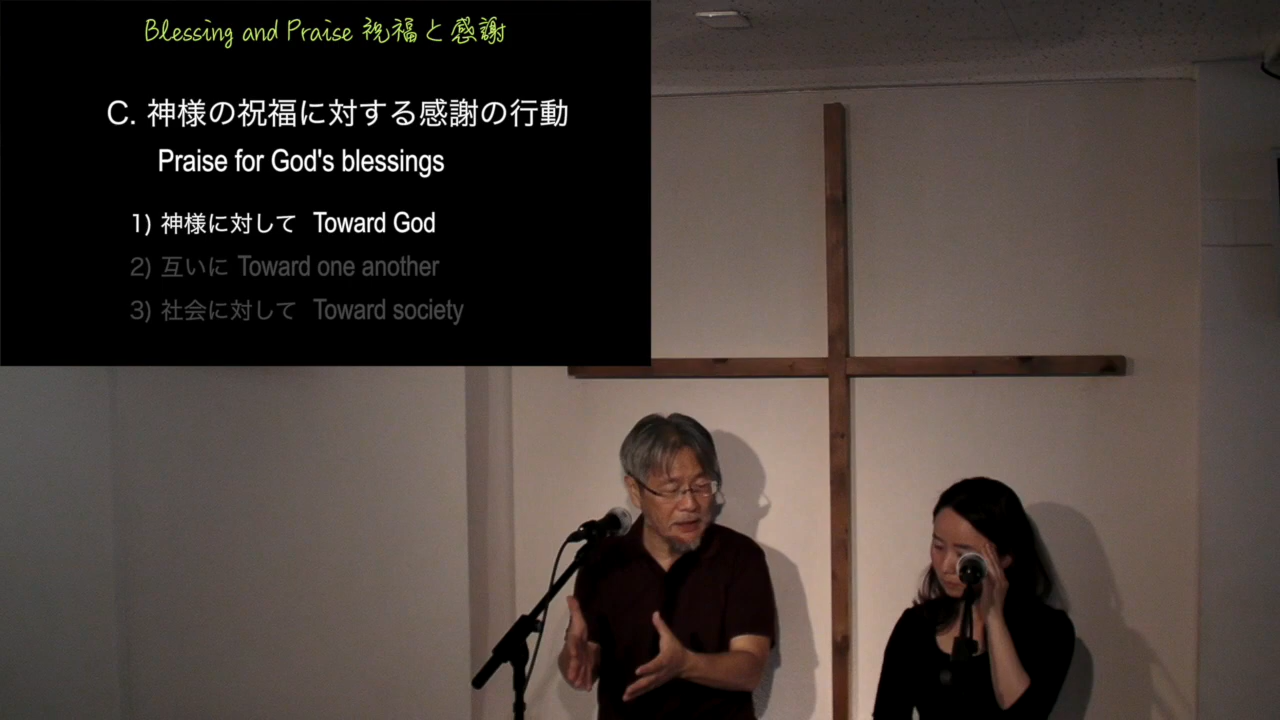 Blessing and Praise 祝福と感謝
C. 神様の祝福に対する感謝の行動
Praise for God's blessings
1) 神様に対して Toward God
2) 互いに Toward one another
3) 社会に対して Toward society